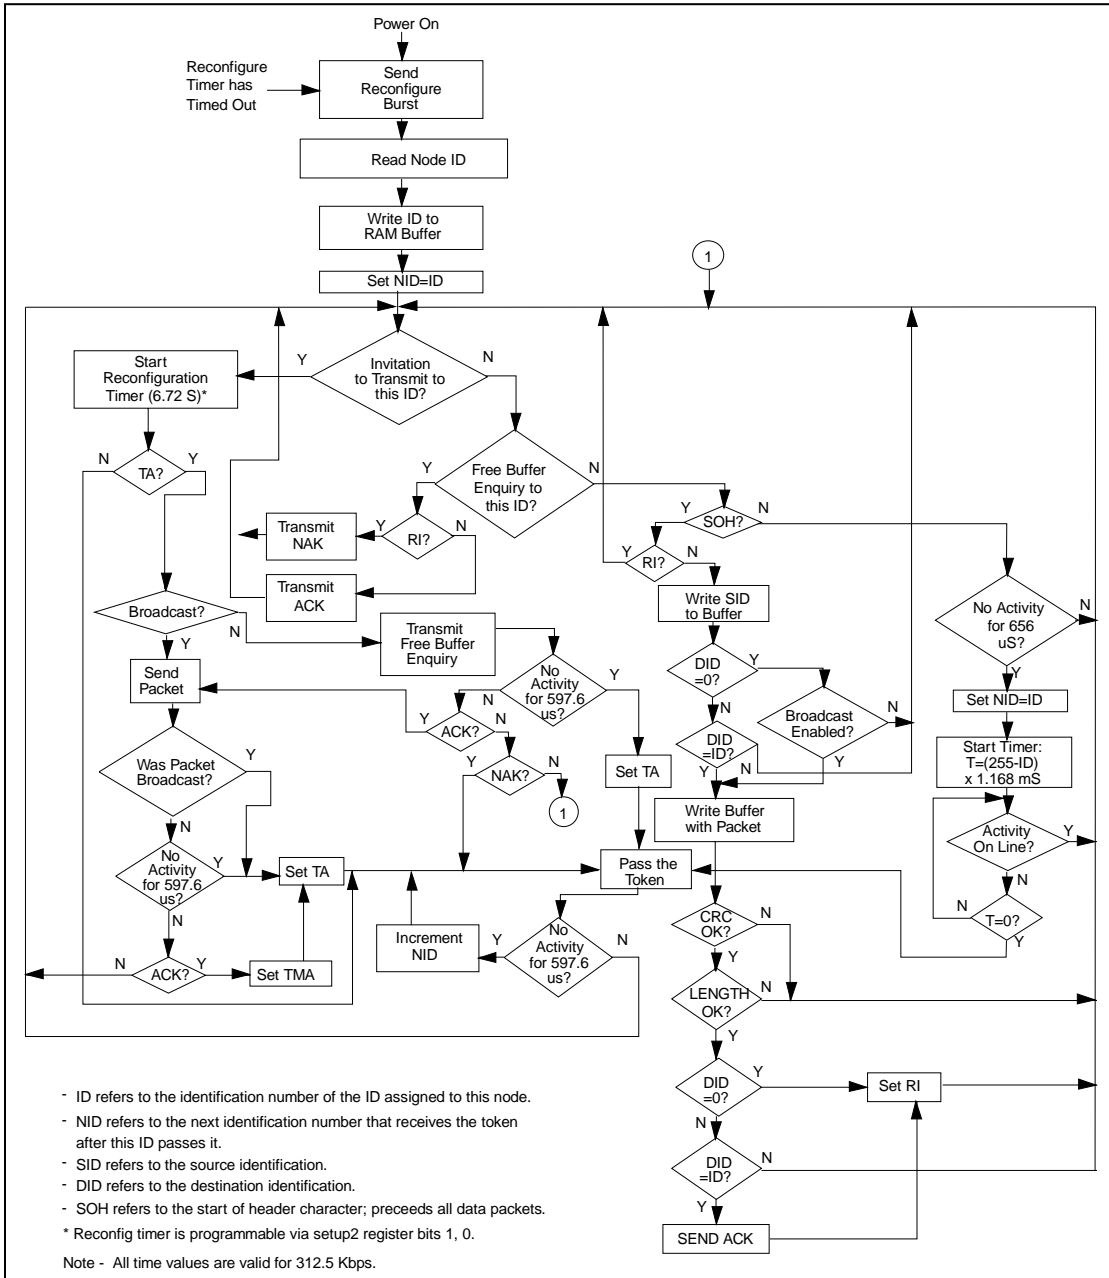 Power On
Reconfigure
Timer has
Timed Out
Send
Reconfigure
Burst
Read Node ID
Write ID to
RAM Buffer
1
Set NID=ID
Start
Reconfiguration
Timer (6.72 S)*
Y
Invitation
to Transmit to
this ID?
N
N
TA?
Y
Y
Free Buffer
Enquiry to
this ID?
N
Transmit
NAK
Y
RI?
N
Y
SOH?
N
Y
RI?
N
Transmit
ACK
Write SID
to Buffer
No Activity
for 656
uS?
N
Y
Broadcast?
N
Y
Transmit
Free Buffer
Enquiry
Send
Packet
No
Activity
for 597.6
us?
Y
N
DID
=0?
Y
N
Broadcast
Enabled?
N
Y
Set NID=ID
Y
ACK?
N
DID
=ID?
N
Y
Start Timer:
T=(255-ID)
x 1.168 mS
Was Packet
Broadcast?
Y
N
NAK?
Y
N
1
Set TA
Write Buffer
with Packet
Activity
On Line?
Y
N
No
Activity
for 597.6
us?
Y
N
Set TA
Pass the
Token
N
T=0?
Y
CRC
OK?
N
Y
Increment
NID
Y
No
Activity
for 597.6
us?
N
N
ACK?
Y
Set TMA
LENGTH
OK?
N
Y
DID
=0?
Y
N
Set RI
DID
=ID?
N
Y
SEND ACK
- ID refers to the identification number of the ID assigned to this node.
- NID refers to the next identification number that receives the token
after this ID passes it.
- SID refers to the source identification.
- DID refers to the destination identification.
- SOH refers to the start of header character; preceeds all data packets.
* Reconfig timer is programmable via setup2 register bits 1, 0.
Note - All time values are valid for 312.5 Kbps.